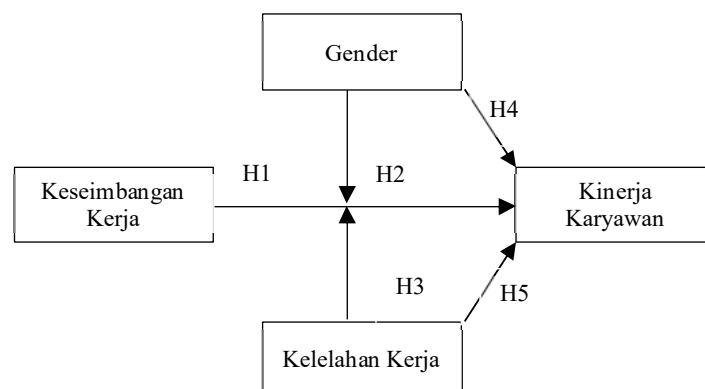 Gender
H4
H1
H2
Keseimbangan
Kerja
Kinerja
Karyawan
H3
H5
Kelelahan Kerja